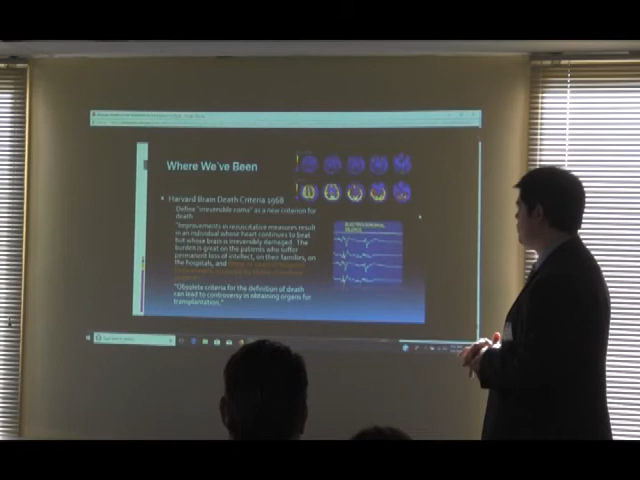 Where We've Been
Harvard Brain Death Criteria 1968
Define "irreversible coma" as a new criterion for
death
"Improvements in resuscitative measures result
in an individual whose heart continues to beat
but whose brain is irreversibly damaged. The
burden is great on the patients who suffer
permanent loss of intellect, on their families, on
the hospitals, and
"Obsolete criteria for the definition of death
can lead to controversy in obtaining organs for
transplantation."
ELECTROCEREBRAL
SILENCE